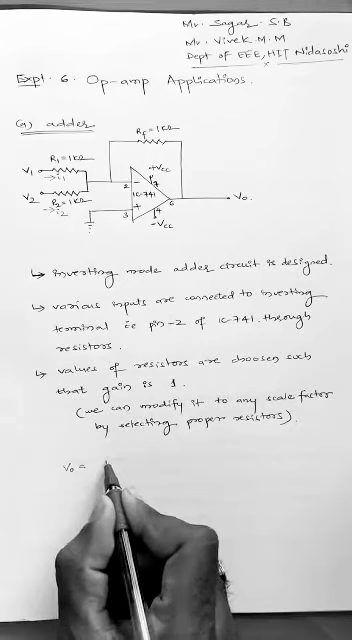 Mr. Sagar. S.B
Mr. Vivek. M.M
Dept of EEE, HIT Nidasoshi
Expt. 6. Op-amp Applications.
(a) adder
Rf = 1KΩ
R1 = 1KΩ
V1
→ i1
+Vcc
7
2
-
IC-741
6
Vo.
V2
R2 = 1KΩ
→ i2
3
+
4
-Vcc
↳ inverting mode adder circuit is designed.
↳ various inputs are connected to inverting
terminal ie pin-2 of IC-741. through
resistors.
↳ values of resistors are choosen such
that gain is 1.
(we can modify it to any scale factor
by selecting proper resistors).
Vo =